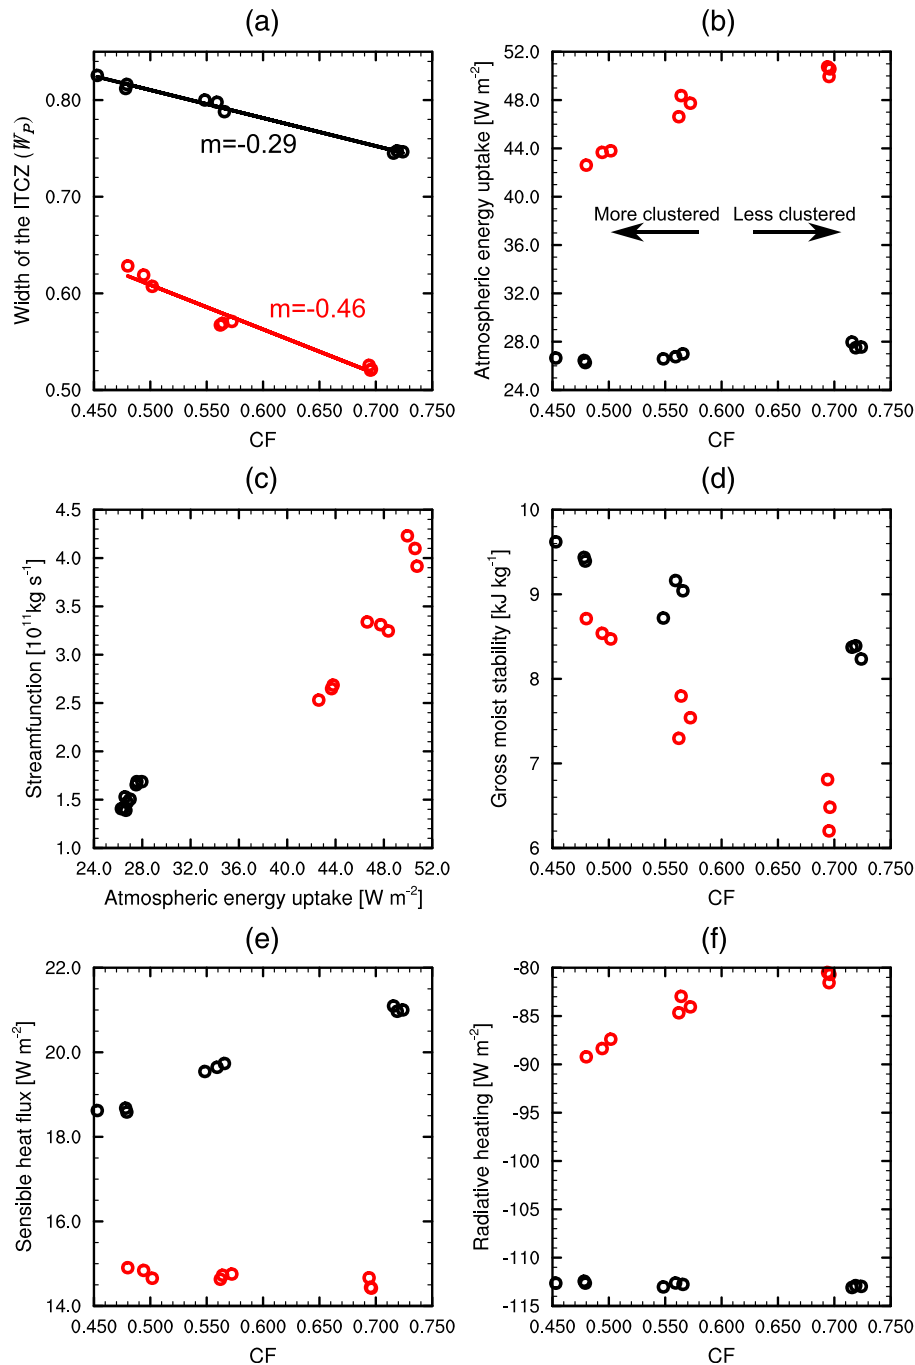 (a)
Width of the ITCZ (W_P)
0.80
0.70
0.60
0.50
m=-0.29
m=-0.46
0.450 0.500 0.550 0.600 0.650 0.700 0.750
CF
(b)
Atmospheric energy uptake [W m⁻²]
52.0
48.0
44.0
40.0
36.0
32.0
28.0
24.0
More clustered Less clustered
0.450 0.500 0.550 0.600 0.650 0.700 0.750
CF
(c)
Streamfunction [10¹¹kg s⁻¹]
4.5
4.0
3.5
3.0
2.5
2.0
1.5
1.0
24.0 28.0 32.0 36.0 40.0 44.0 48.0 52.0
Atmospheric energy uptake [W m⁻²]
(d)
Gross moist stability [kJ kg⁻¹]
10
9
8
7
6
0.450 0.500 0.550 0.600 0.650 0.700 0.750
CF
(e)
Sensible heat flux [W m⁻²]
22.0
20.0
18.0
16.0
14.0
0.450 0.500 0.550 0.600 0.650 0.700 0.750
CF
(f)
Radiative heating [W m⁻²]
-80
-85
-90
-95
-100
-105
-110
-115
0.450 0.500 0.550 0.600 0.650 0.700 0.750
CF